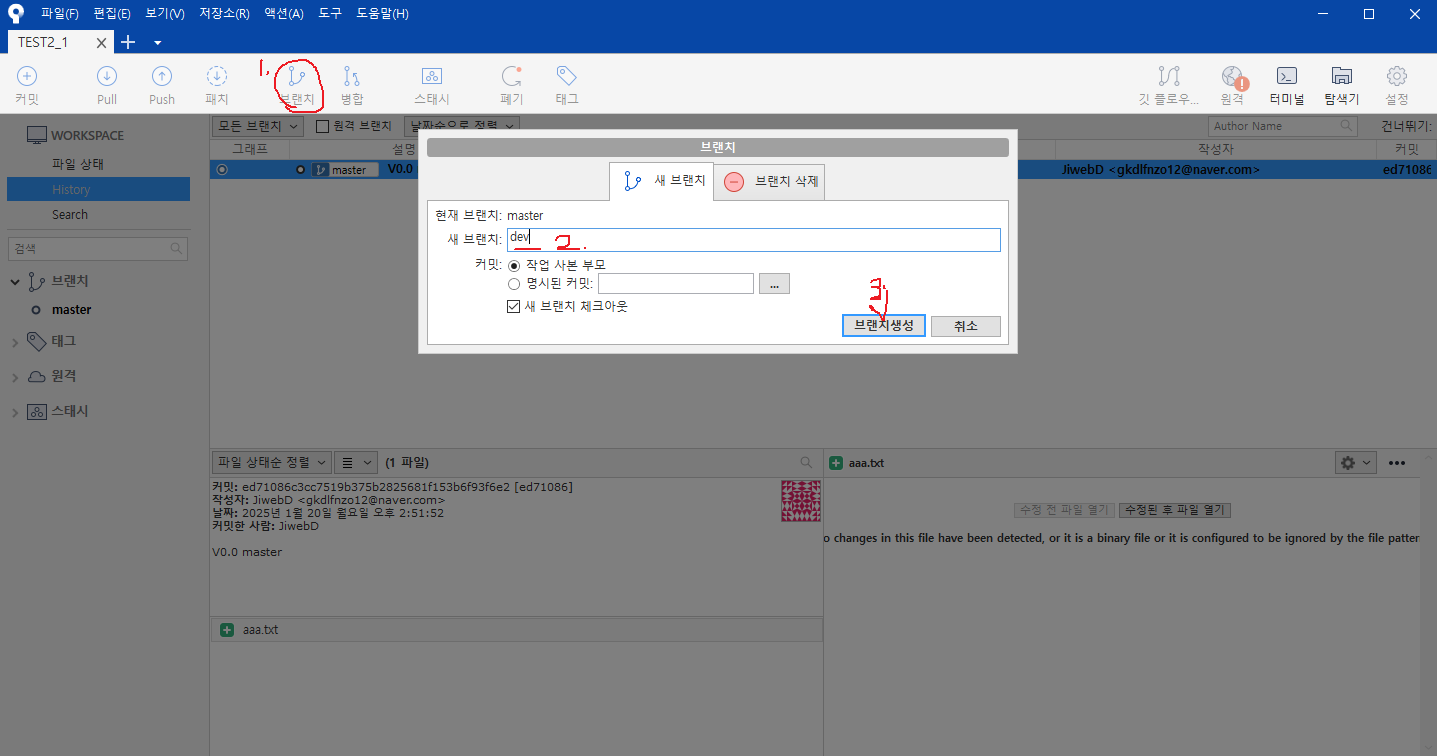 파일(F) 편집(E) 보기(V) 저장소(R) 액션(A) 도구 도움말(H)
TEST2_1
1.
커밋 Pull Push 패치 브랜치 병합 스태시 폐기 태그 깃 플로우... 원격 터미널 탐색기 설정
WORKSPACE
파일 상태
History
Search
검색
브랜치
master
태그
원격
스태시
모든 브랜치 원격 브랜치 날짜순으로 정렬 Author Name 건너뛰기:
그래프 설명 작성자 커밋
master V0.0 JiwebD <gkdlfnzo12@naver.com> ed71086
브랜치
새 브랜치 브랜치 삭제
현재 브랜치: master
새 브랜치: dev 2.
커밋: 작업 사본 부모
명시된 커밋: ...
새 브랜치 체크아웃
3.
브랜치생성 취소
파일 상태순 정렬 (1 파일)
커밋: ed71086c3cc7519b375b2825681f153b6f93f6e2 [ed71086]
작성자: JiwebD <gkdlfnzo12@naver.com>
날짜: 2025년 1월 20일 월요일 오후 2:51:52
커밋한 사람: JiwebD
V0.0 master
aaa.txt
aaa.txt
수정 전 파일 열기 수정된 후 파일 열기
o changes in this file have been detected, or it is a binary file or it is configured to be ignored by the file patter